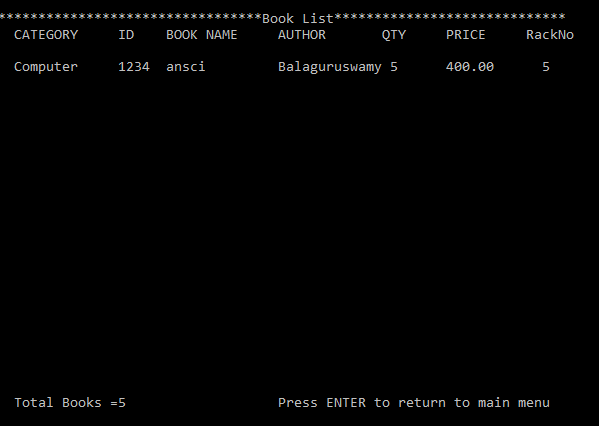 *********************************Book List*****************************
CATEGORY ID BOOK NAME AUTHOR QTY PRICE RackNo
Computer 1234 ansci Balaguruswamy 5 400.00 5
Total Books =5 Press ENTER to return to main menu